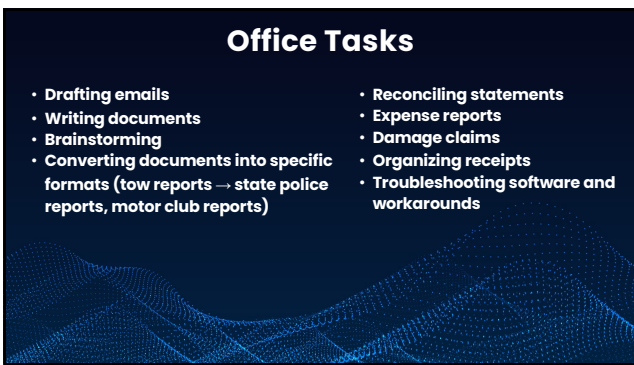 Office Tasks
• Drafting emails
• Writing documents
• Brainstorming
• Converting documents into specific
formats (tow reports → state police
reports, motor club reports)
• Reconciling statements
• Expense reports
• Damage claims
• Organizing receipts
• Troubleshooting software and
workarounds